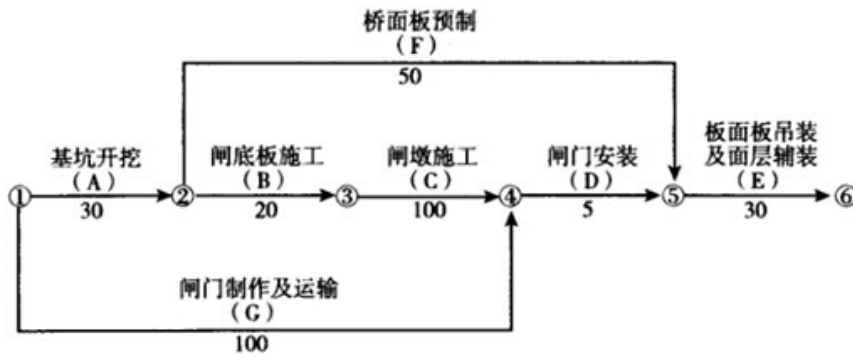 桥面板预制
(F)
50
基坑开挖
(A)
30
闸底板施工
(B)
20
闸墩施工
(C)
100
闸门安装
(D)
5
板面板吊装
及面层辅装
(E)
30
① ② ③ ④ ⑤ ⑥
闸门制作及运输
(G)
100